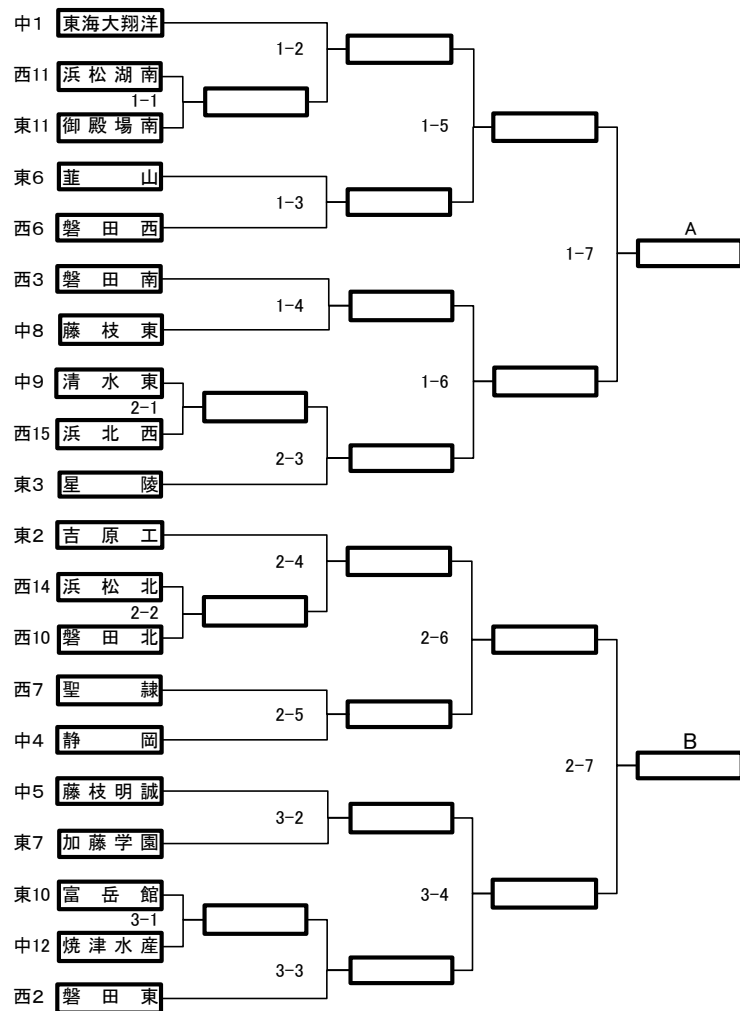 中1 東海大翔洋
1-2
西11 浜松湖南
1-1
東11 御殿場南
1-5
東6 韮山
1-3
西6 磐田西
A
1-7
西3 磐田南
1-4
中8 藤枝東
中9 清水東
1-6
2-1
西15 浜北西
2-3
東3 星陵
東2 吉原工
2-4
西14 浜松北
2-2
西10 磐田北
2-6
西7 聖隷
2-5
中4 静岡
B
2-7
中5 藤枝明誠
3-2
東7 加藤学園
東10 富岳館
3-4
3-1
中12 焼津水産
3-3
西2 磐田東